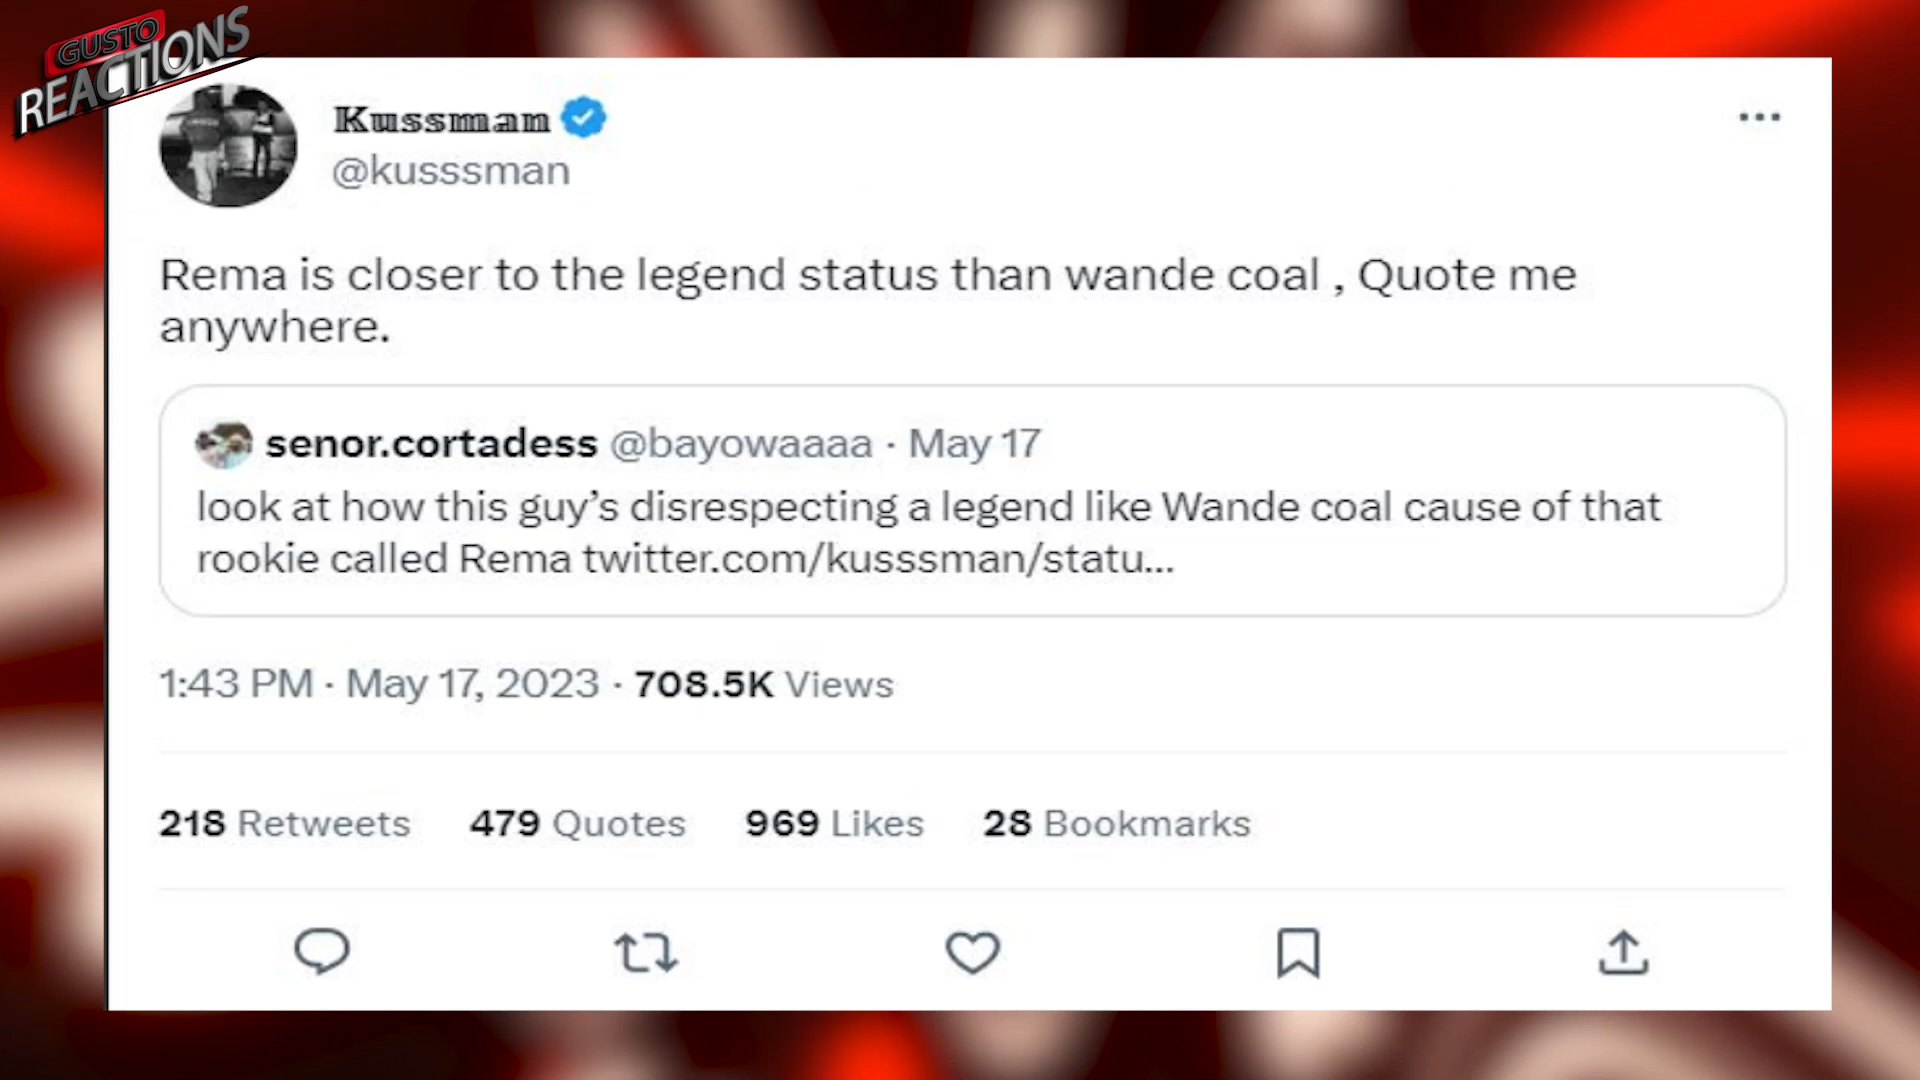 GUSTO
REACTIONS
Kussman
@kusssman
Rema is closer to the legend status than wande coal , Quote me
anywhere.
senor.cortadess @bayowaaaa · May 17
look at how this guy’s disrespecting a legend like Wande coal cause of that
rookie called Rema twitter.com/kusssman/statu...
1:43 PM · May 17, 2023 · 708.5K Views
218 Retweets 479 Quotes 969 Likes 28 Bookmarks